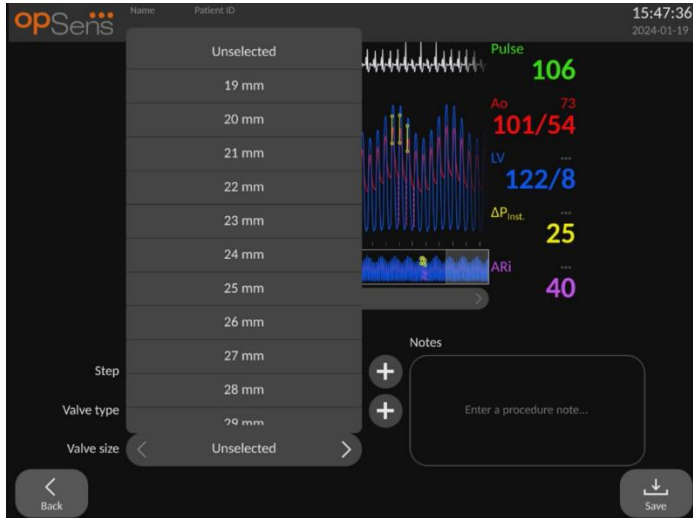 opSens
Name Patient ID
15:47:36
2024-01-19
Unselected
19 mm
20 mm
21 mm
22 mm
23 mm
24 mm
25 mm
26 mm
27 mm
28 mm
29 mm
Pulse
106
Ao 73
101/54
LV ---
122/8
ΔPInst. ---
25
ARi ---
40
Step
Valve type
Valve size < Unselected >
Notes
Enter a procedure note...
Back
Save